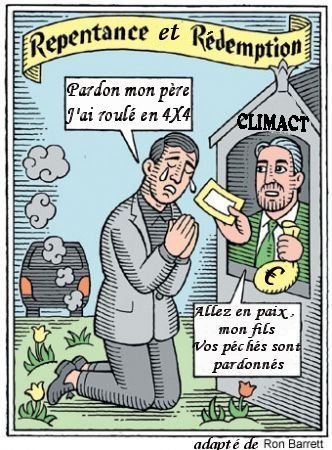 Repentance et Rédemption
Pardon mon père
J'ai roulé en 4X4
CLIMACT
€
Allez en paix,
mon fils
Vos péchés sont
pardonnés
adapté de Ron Barrett